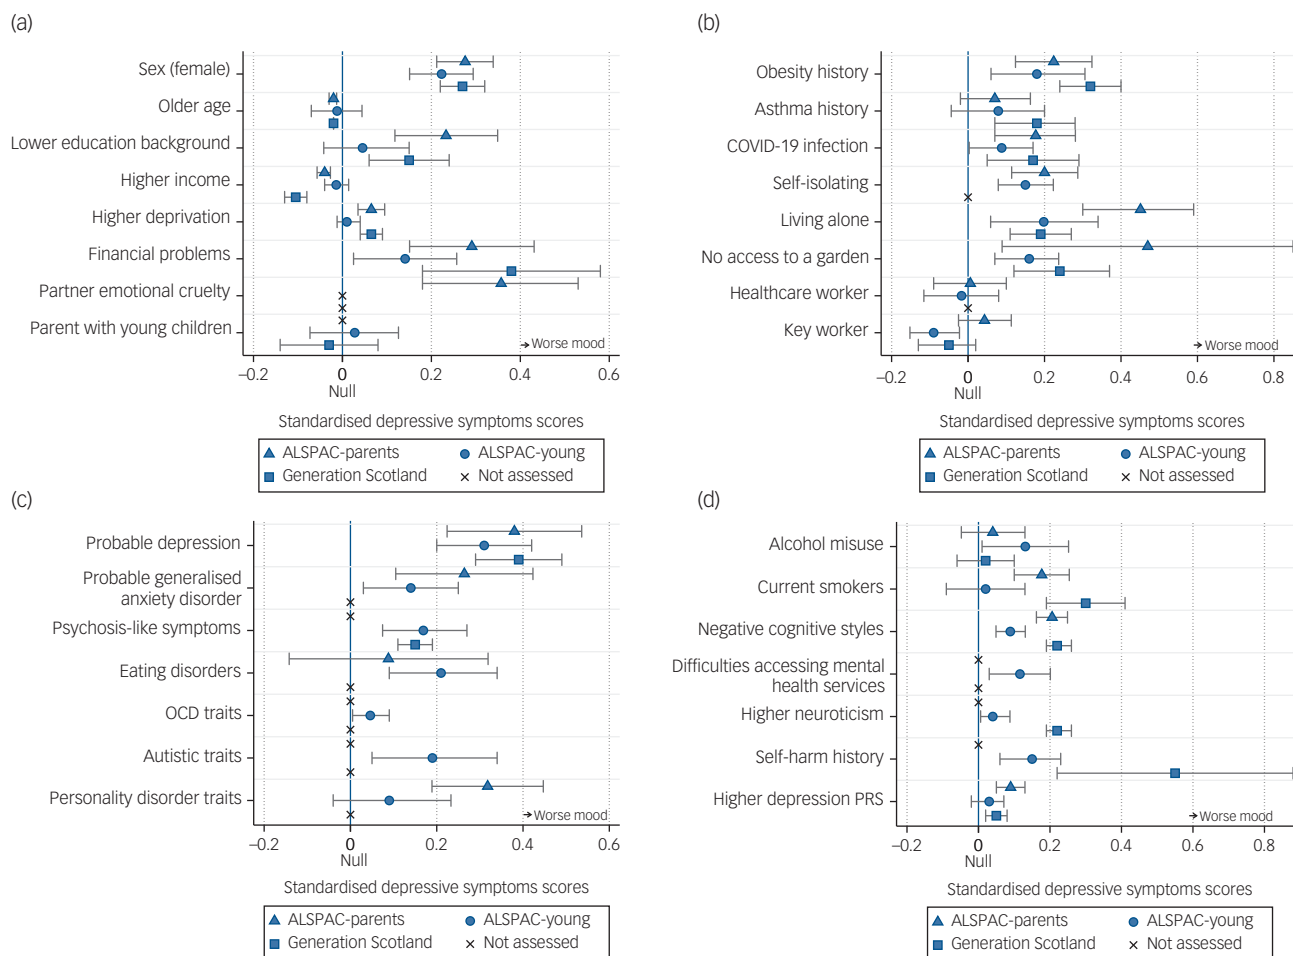 (a)
Sex (female)
Older age
Lower education background
Higher income
Higher deprivation
Financial problems
Partner emotional cruelty
Parent with young children
Worse mood
−0.2
0
0.2
0.4
0.6
Null
Standardised depressive symptoms scores
ALSPAC-parents
ALSPAC-young
Generation Scotland
Not assessed
(b)
Obesity history
Asthma history
COVID-19 infection
Self-isolating
Living alone
No access to a garden
Healthcare worker
Key worker
Worse mood
−0.2
0
0.2
0.4
0.6
0.8
Null
Standardised depressive symptoms scores
ALSPAC-parents
ALSPAC-young
Generation Scotland
Not assessed
(c)
Probable depression
Probable generalised
anxiety disorder
Psychosis-like symptoms
Eating disorders
OCD traits
Autistic traits
Personality disorder traits
Worse mood
−0.2
0
0.2
0.4
0.6
Null
Standardised depressive symptoms scores
ALSPAC-parents
ALSPAC-young
Generation Scotland
Not assessed
(d)
Alcohol misuse
Current smokers
Negative cognitive styles
Difficulties accessing mental
health services
Higher neuroticism
Self-harm history
Higher depression PRS
Worse mood
−0.2
0
0.2
0.4
0.6
0.8
Null
Standardised depressive symptoms scores
ALSPAC-parents
ALSPAC-young
Generation Scotland
Not assessed